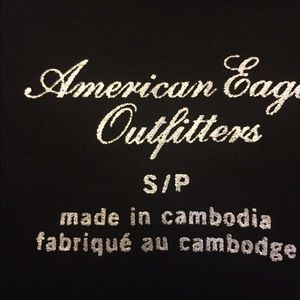 American Eag
Outfitters
S/P
made in cambodia
fabriqué au cambodge